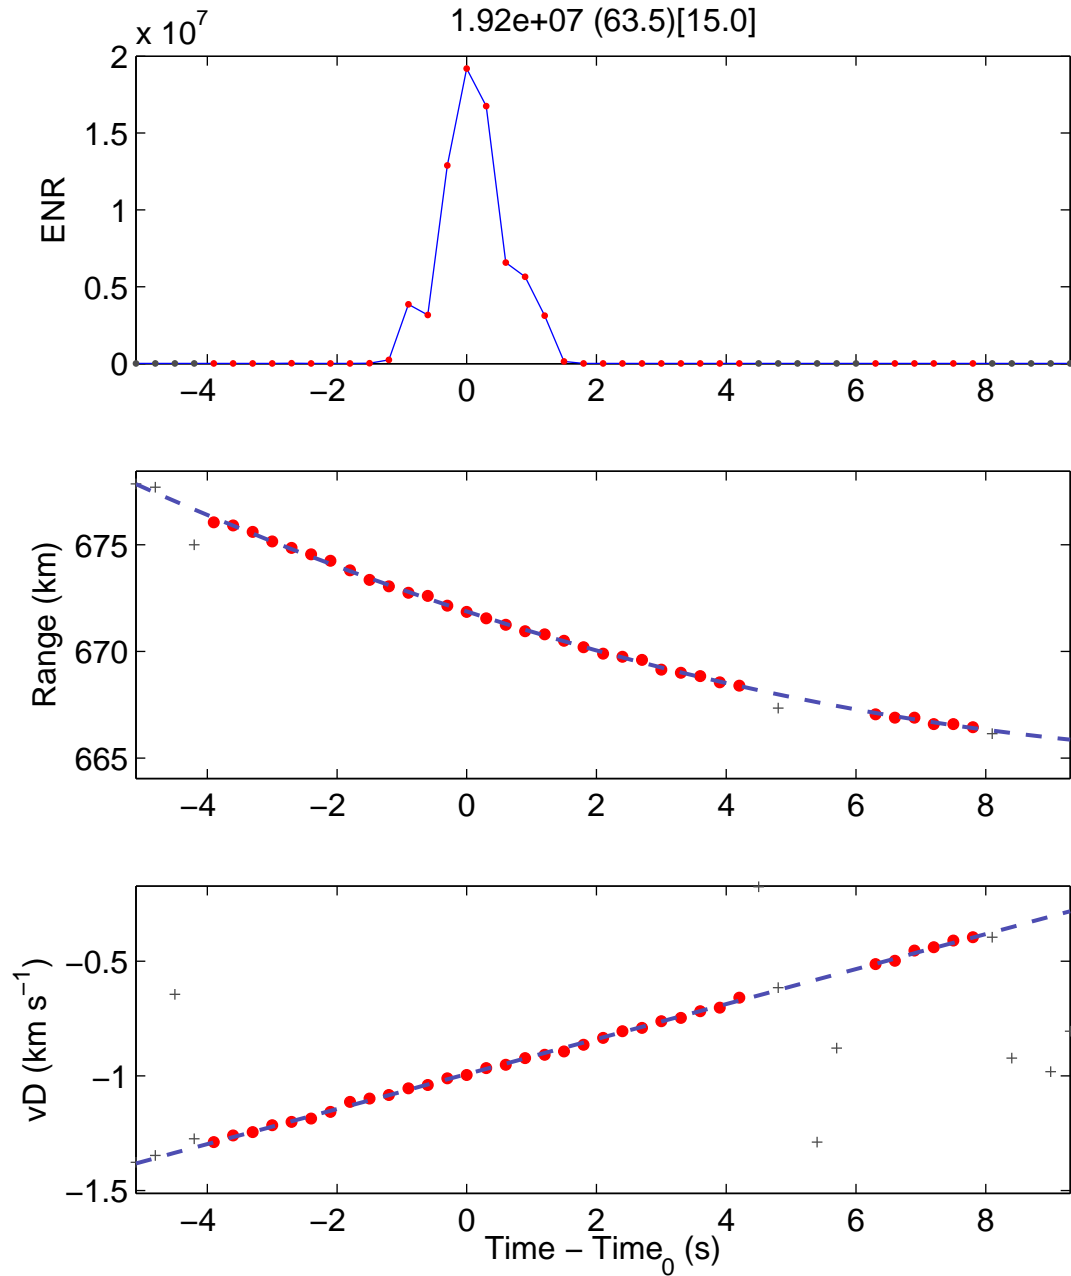 1.92e+07 (63.5)[15.0]
x 10^7
2
1.5
1
0.5
0
ENR
−4 −2 0 2 4 6 8
675
670
665
Range (km)
−4 −2 0 2 4 6 8
−0.5
−1
−1.5
vD (km s^−1)
−4 −2 0 2 4 6 8
Time − Time_0 (s)